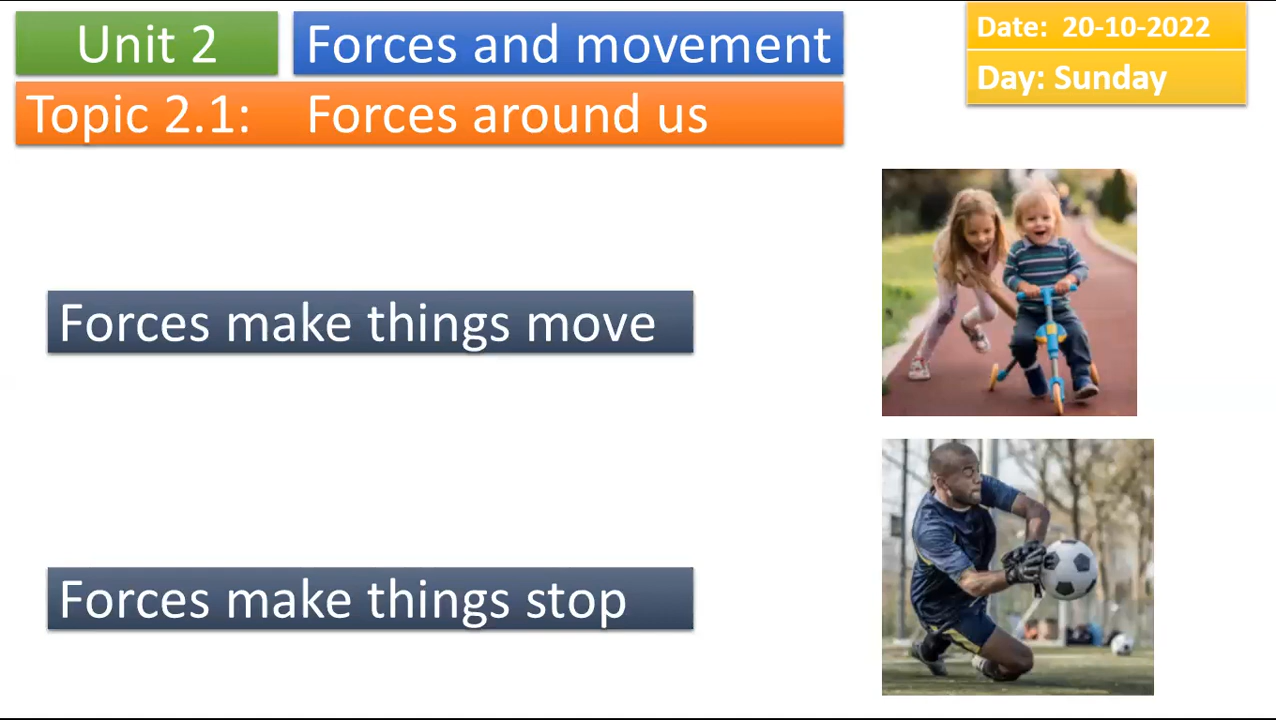 Unit 2 Forces and movement
Date: 20-10-2022
Topic 2.1: Forces around us
Day: Sunday
Forces make things move
Forces make things stop